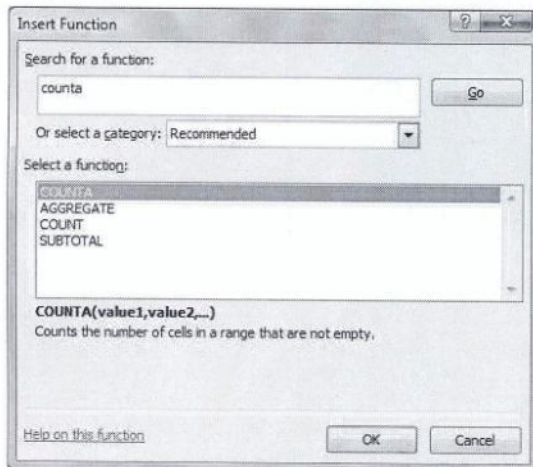 Insert Function
Search for a function:
counta
Go
Or select a category: Recommended
Select a function:
COUNTA
AGGREGATE
COUNT
SUBTOTAL
COUNTA(value1,value2,...)
Counts the number of cells in a range that are not empty.
Help on this function
OK
Cancel